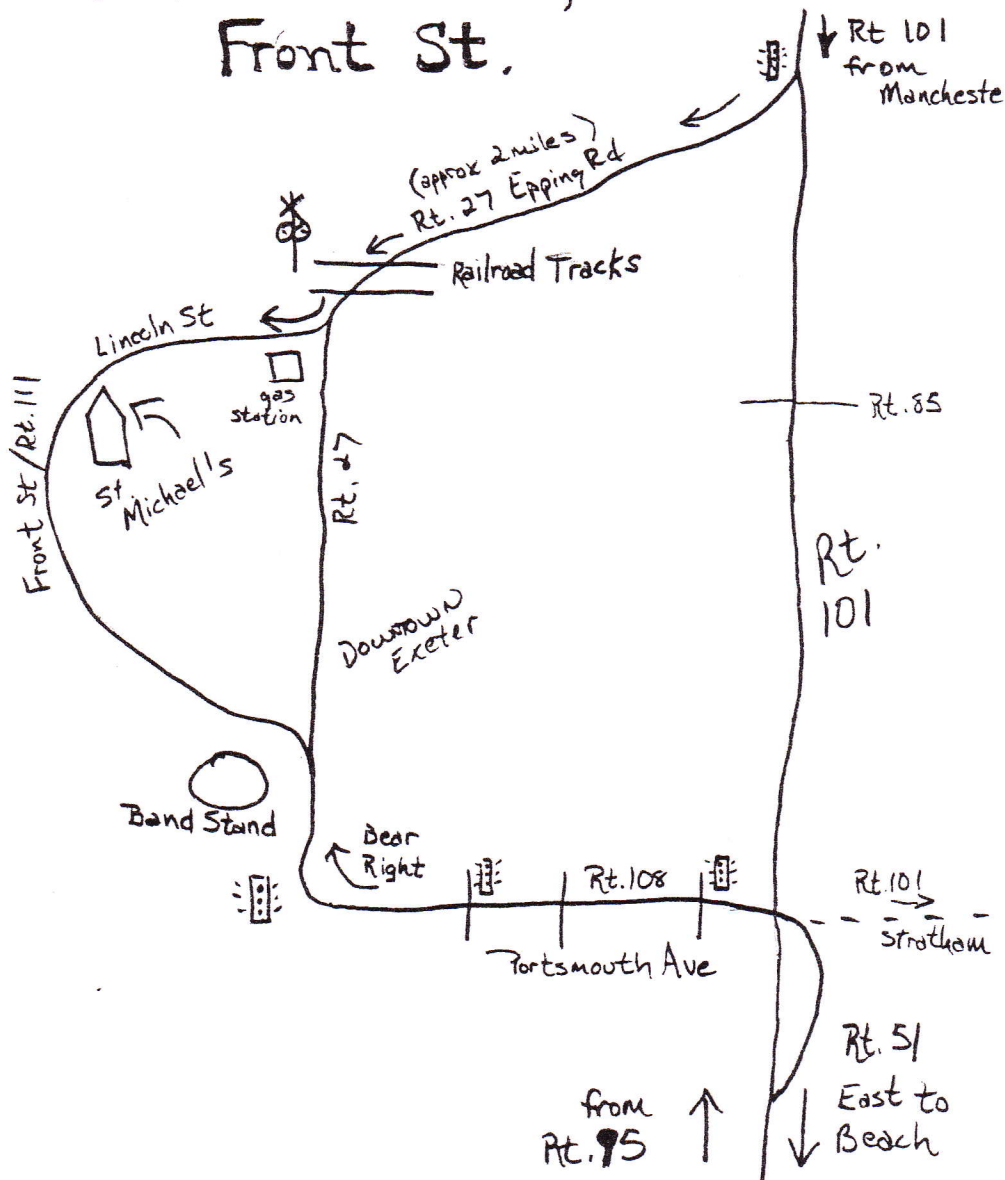 Front St.
Rt 101
from
Mancheste
(approx 2 miles)
Rt. 27 Epping Rd
Railroad Tracks
Lincoln St
gas
station
Front St/Rt. 111
St
Michael's
Rt. 27
Rt. 85
Rt.
101
Downtown
Exeter
Band Stand
Bear
Right
Rt. 108
Portsmouth Ave
Rt. 101
Stratham
from
Rt. 95
Rt. 51
East to
Beach